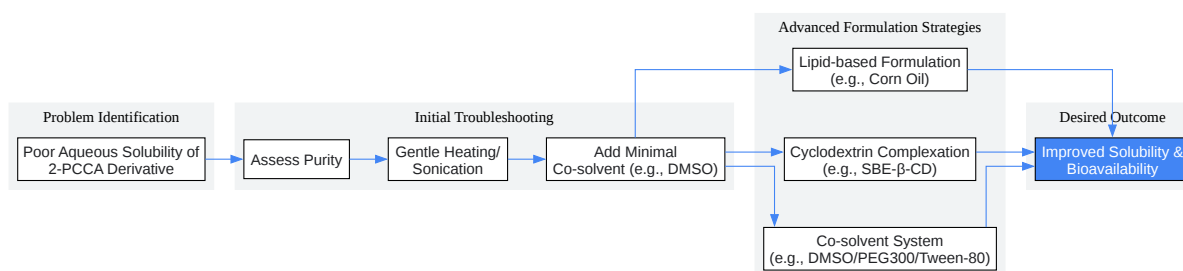 Problem Identification
Poor Aqueous Solubility of
2-PCCA Derivative
Initial Troubleshooting
Assess Purity
Gentle Heating/
Sonication
Add Minimal
Co-solvent (e.g., DMSO)
Advanced Formulation Strategies
Lipid-based Formulation
(e.g., Corn Oil)
Cyclodextrin Complexation
(e.g., SBE-β-CD)
Co-solvent System
(e.g., DMSO/PEG300/Tween-80)
Desired Outcome
Improved Solubility &
Bioavailability